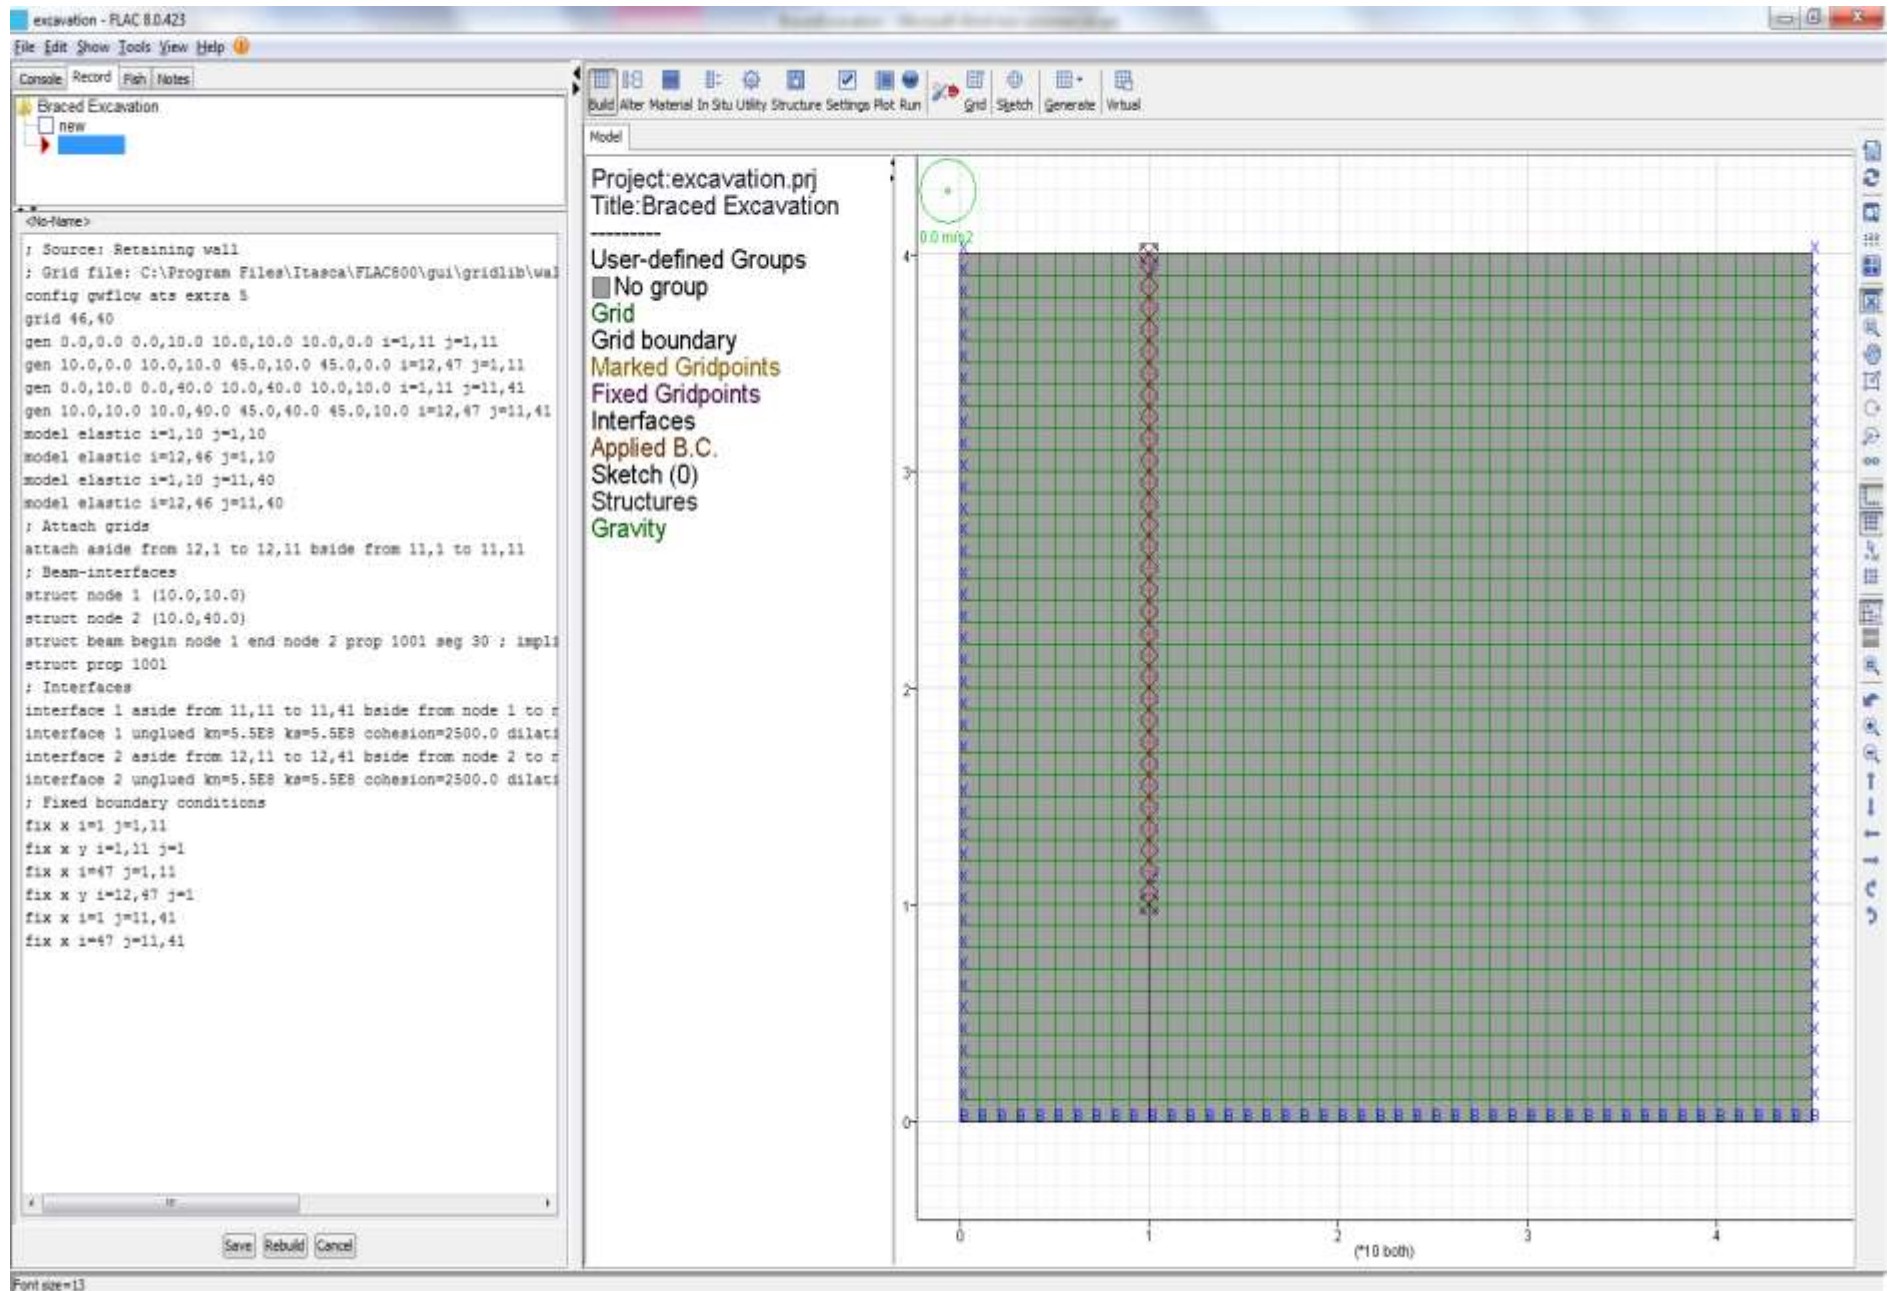 excavation - FLAC 8.0.423
File Edit Show Tools View Help
Console Record Fish Notes
Braced Excavation
new
<No-Name>
; Source: Retaining wall
; Grid file: C:\Program Files\Itasca\FLAC800\gui\gridlib\wal
config gwflow ats extra 5
grid 46,40
gen 0.0,0.0 0.0,10.0 10.0,10.0 10.0,0.0 i=1,11 j=1,11
gen 10.0,0.0 10.0,10.0 45.0,10.0 45.0,0.0 i=12,47 j=1,11
gen 0.0,10.0 0.0,40.0 10.0,40.0 10.0,10.0 i=1,11 j=11,41
gen 10.0,10.0 10.0,40.0 45.0,40.0 45.0,10.0 i=12,47 j=11,41
model elastic i=1,10 j=1,10
model elastic i=12,46 j=1,10
model elastic i=1,10 j=11,40
model elastic i=12,46 j=11,40
; Attach grids
attach aside from 12,1 to 12,11 bside from 11,1 to 11,11
; Beam-interfaces
struct node 1 (10.0,10.0)
struct node 2 (10.0,40.0)
struct beam begin node 1 end node 2 prop 1001 seg 30 ; impli
struct prop 1001
; Interfaces
interface 1 aside from 11,11 to 11,41 bside from node 1 to
interface 1 unglued kn=5.5E8 ks=5.5E8 cohesion=2500.0 dilati
interface 2 aside from 12,11 to 12,41 bside from node 2 to
interface 2 unglued kn=5.5E8 ks=5.5E8 cohesion=2500.0 dilati
; Fixed boundary conditions
fix x i=1 j=1,11
fix x y i=1,11 j=1
fix x i=47 j=1,11
fix x y i=12,47 j=1
fix x i=1 j=11,41
fix x i=47 j=11,41
Save Rebuild Cancel
Font size=13
Build Alter Material In Situ Utility Structure Settings Plot Run Grid Sketch Generate Virtual
Model
Project:excavation.prj
Title:Braced Excavation
---------
User-defined Groups
No group
Grid
Grid boundary
Marked Gridpoints
Fixed Gridpoints
Interfaces
Applied B.C.
Sketch (0)
Structures
Gravity
4
3
2
1
0
0 1 2 3 4
(*10 both)